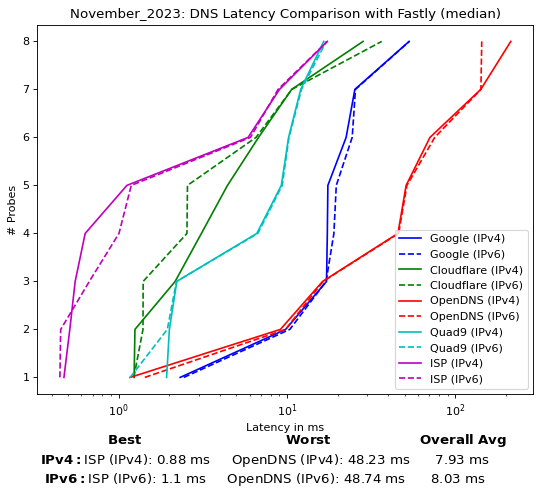 November_2023: DNS Latency Comparison with Fastly (median)
8
7
6
5
4
3
2
1
# Probes
Google (IPv4)
Google (IPv6)
Cloudflare (IPv4)
Cloudflare (IPv6)
OpenDNS (IPv4)
OpenDNS (IPv6)
Quad9 (IPv4)
Quad9 (IPv6)
ISP (IPv4)
ISP (IPv6)
10⁰ 10¹ 10²
Latency in ms
Best Worst Overall Avg
IPv4: ISP (IPv4): 0.88 ms OpenDNS (IPv4): 48.23 ms 7.93 ms
IPv6: ISP (IPv6): 1.1 ms OpenDNS (IPv6): 48.74 ms 8.03 ms